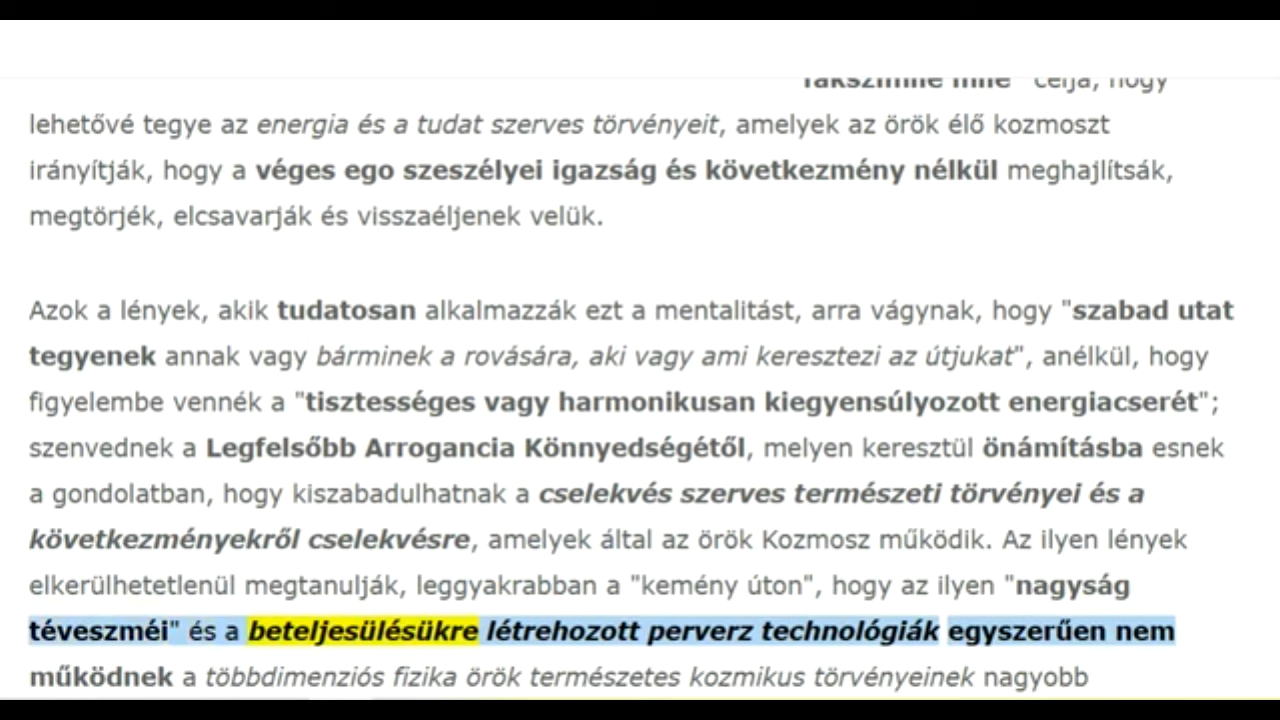 célja, hogy
lehetővé tegye az energia és a tudat szerves törvényeit, amelyek az örök élő kozmoszt
irányítják, hogy a véges ego szeszélyei igazság és következmény nélkül meghajlítsák,
megtörjék, elcsavarják és visszaéljenek velük.
Azok a lények, akik tudatosan alkalmazzák ezt a mentalitást, arra vágynak, hogy "szabad utat
tegyenek annak vagy bárminek a rovására, aki vagy ami keresztezi az útjukat", anélkül, hogy
figyelembe vennék a "tisztességes vagy harmonikusan kiegyensúlyozott energiacserét";
szenvednek a Legfelsőbb Arrogancia Könnyedségétől, melyen keresztül önámításba esnek
a gondolatban, hogy kiszabadulhatnak a cselekvés szerves természeti törvényei és a
következményekről cselekvésre, amelyek által az örök Kozmosz működik. Az ilyen lények
elkerülhetetlenül megtanulják, leggyakrabban a "kemény úton", hogy az ilyen "nagyság
téveszméi" és a beteljesülésükre létrehozott perverz technológiák egyszerűen nem
működnek a többdimenziós fizika örök természetes kozmikus törvényeinek nagyobb